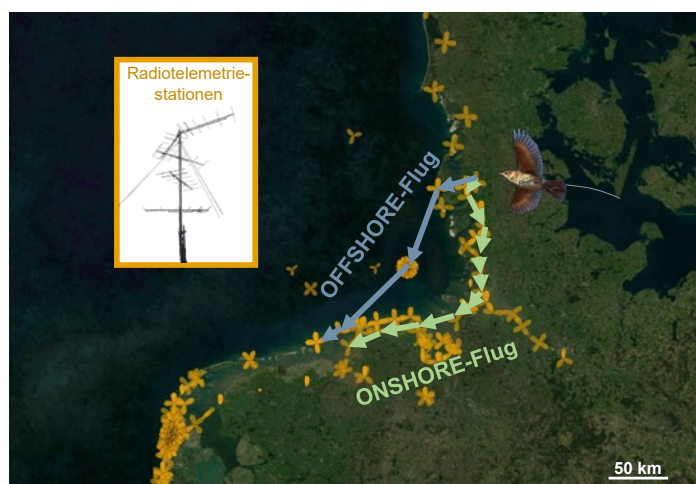 Radiotelemetrie-
stationen
OFFSHORE-Flug
ONSHORE-Flug
50 km